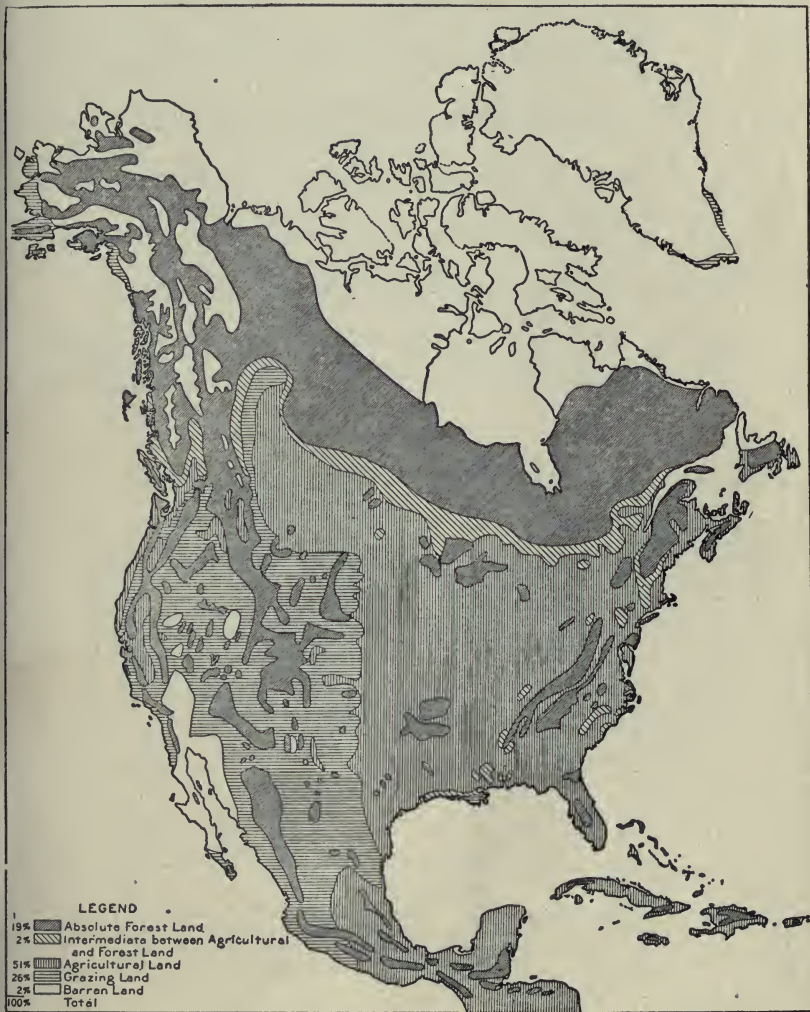 LEGEND
19% Absolute Forest Land
2% Intermediate between Agricultural
and Forest Land
51% Agricultural Land
26% Grazing Land
2% Barren Land
100% Total